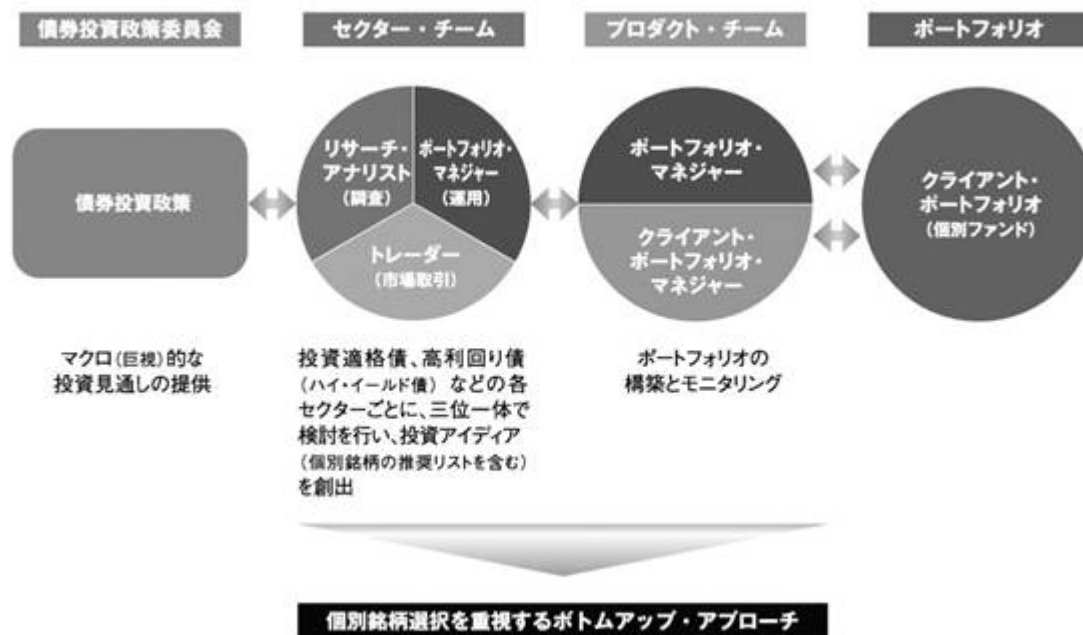 債券投資政策委員会
セクター・チーム
プロダクト・チーム
ポートフォリオ
債券投資政策
リサーチ・
アナリスト
（調査）
ポートフォリオ・
マネジャー
（運用）
トレーダー
（市場取引）
ポートフォリオ・
マネジャー
クライアント・
ポートフォリオ・
マネジャー
クライアント・
ポートフォリオ
（個別ファンド）
マクロ（巨視）的な
投資見通しの提供
投資適格債、高利回り債
（ハイ・イールド債）などの各
セクターごとに、三位一体で
検討を行い、投資アイディア
（個別銘柄の推奨リストを含む）
を創出
ポートフォリオの
構築とモニタリング
個別銘柄選択を重視するボトムアップ・アプローチ